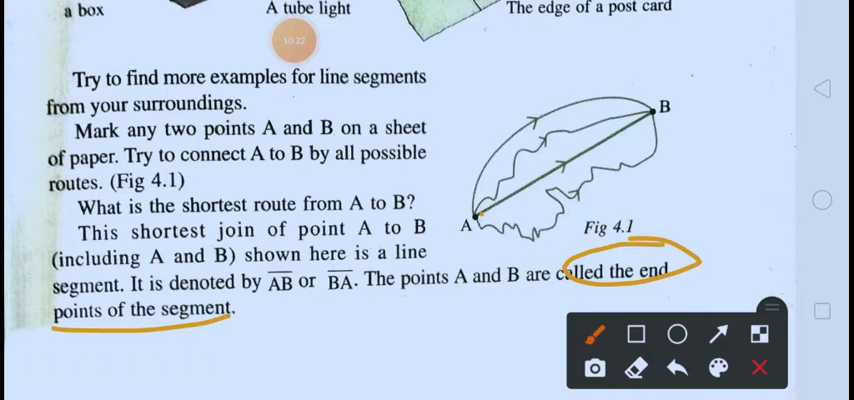 a box
A tube light
The edge of a post card
10:22
Try to find more examples for line segments
from your surroundings.
Mark any two points A and B on a sheet
of paper. Try to connect A to B by all possible
routes. (Fig 4.1)
What is the shortest route from A to B?
This shortest join of point A to B
(including A and B) shown here is a line
segment. It is denoted by A̅B̅ or B̅A̅. The points A and B are called the end
points of the segment.
B
A
Fig 4.1